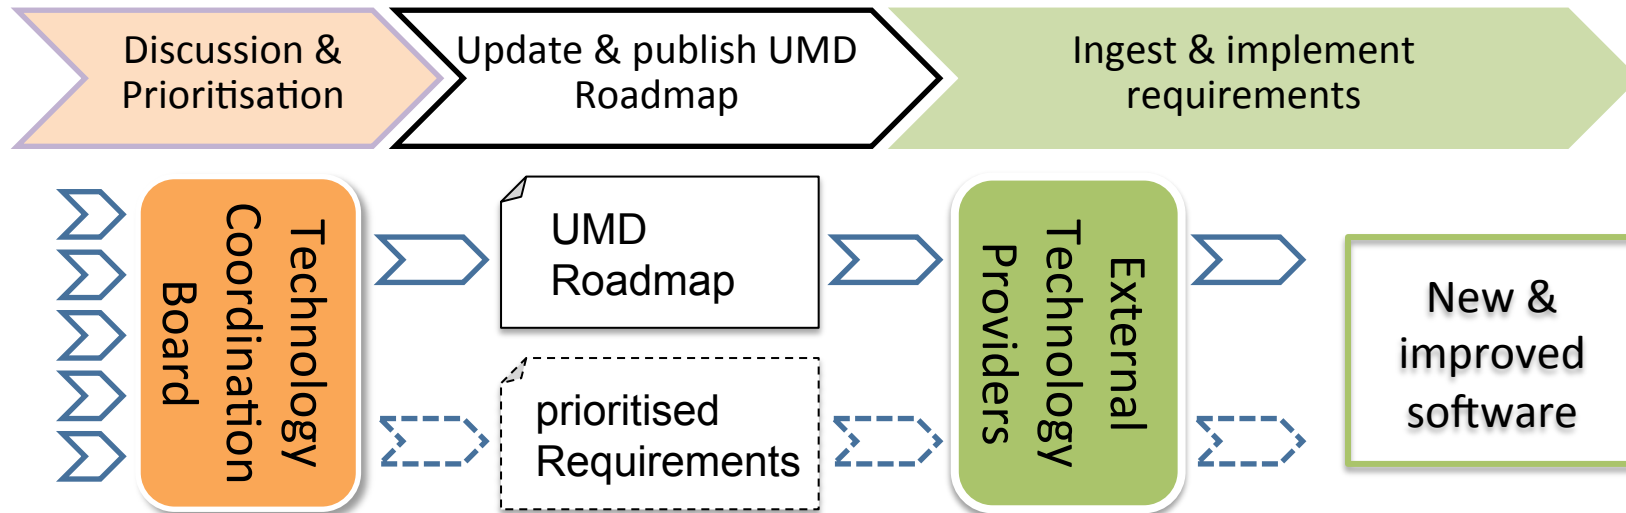 Discussion &
Prioritisation
Update & publish UMD
Roadmap
Ingest & implement
requirements
Technology
Coordination
Board
UMD
Roadmap
prioritised
Requirements
External
Technology
Providers
New &
improved
software